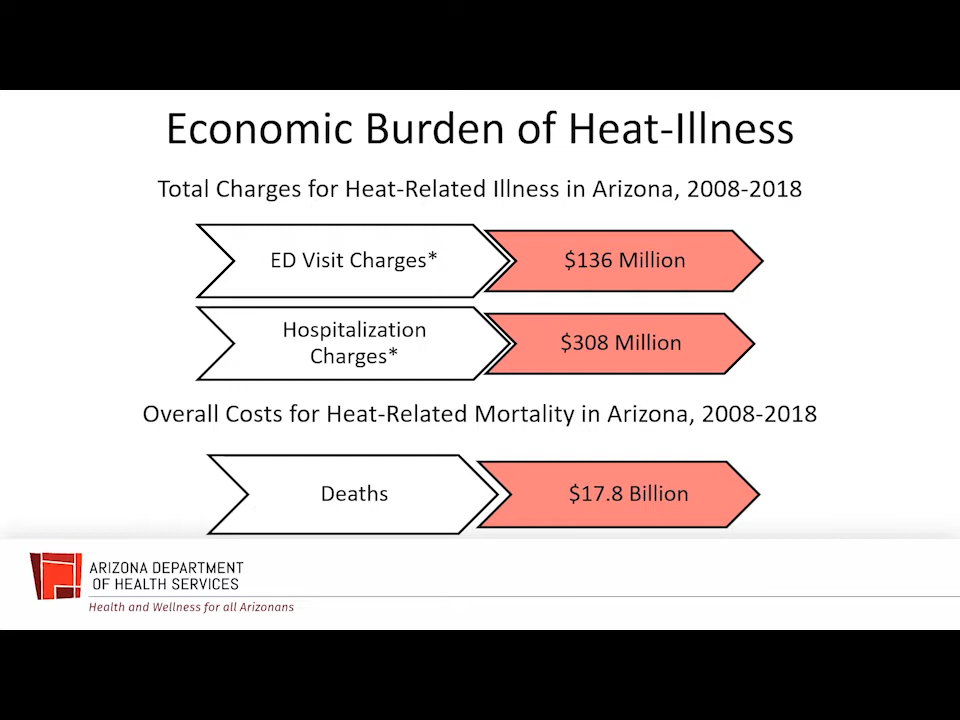 Economic Burden of Heat-Illness
Total Charges for Heat-Related Illness in Arizona, 2008-2018
ED Visit Charges*
$136 Million
Hospitalization
Charges*
$308 Million
Overall Costs for Heat-Related Mortality in Arizona, 2008-2018
Deaths
$17.8 Billion
ARIZONA DEPARTMENT
OF HEALTH SERVICES
Health and Wellness for all Arizonans